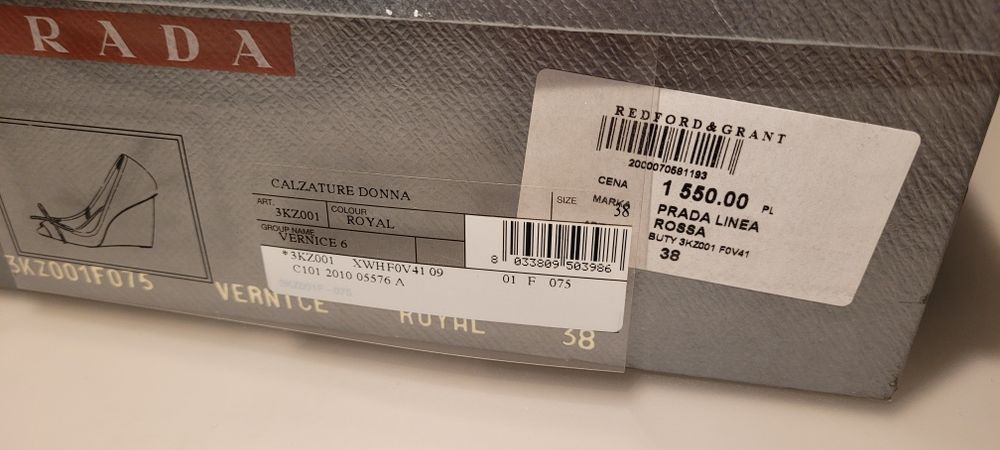 RADA
REDFORD&GRANT
2000070581193
CENA 1 550.00 PL
MARKA PRADA LINEA
ROSSA
BUTY 3KZ001 F0V41
38
CALZATURE DONNA
ART. 3KZ001 COLOUR ROYAL SIZE 38
GROUP NAME
VERNICE 6
*3KZ001 XWHF0V41 09
C101 2010 05576 A
8 033809 503986
01 F 075
3KZ001F-075
3KZ001F075 VERNICE ROYAL 38